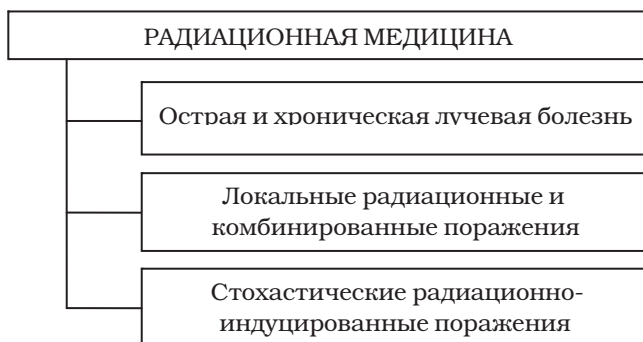 РАДИАЦИОННАЯ МЕДИЦИНА
Острая и хроническая лучевая болезнь
Локальные радиационные и
комбинированные поражения
Стохастические радиационно-
индуцированные поражения